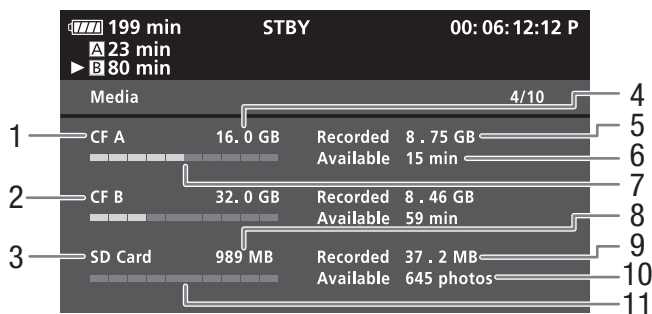 199 min STBY 00:06:12:12 P
A 23 min
► B 80 min
Media 4/10
4
1 CF A 16.0 GB Recorded 8.75 GB 5
Available 15 min 6
7
2 CF B 32.0 GB Recorded 8.46 GB
Available 59 min
8
3 SD Card 989 MB Recorded 37.2 MB 9
Available 645 photos 10
11